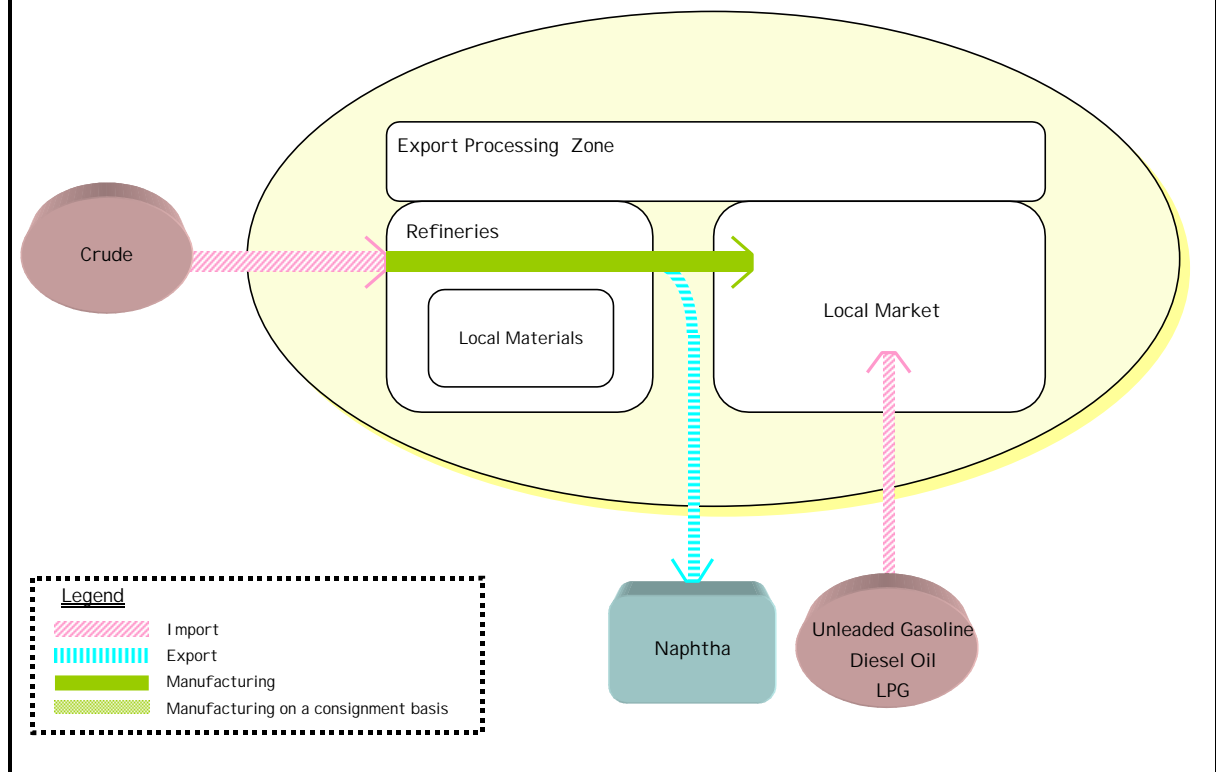 Export Processing Zone
Refineries
Crude
Local Market
Local Materials
Unleaded Gasoline
Diesel Oil
LPG
Naphtha
Legend
Import
Export
Manufacturing
Manufacturing on a consignment basis